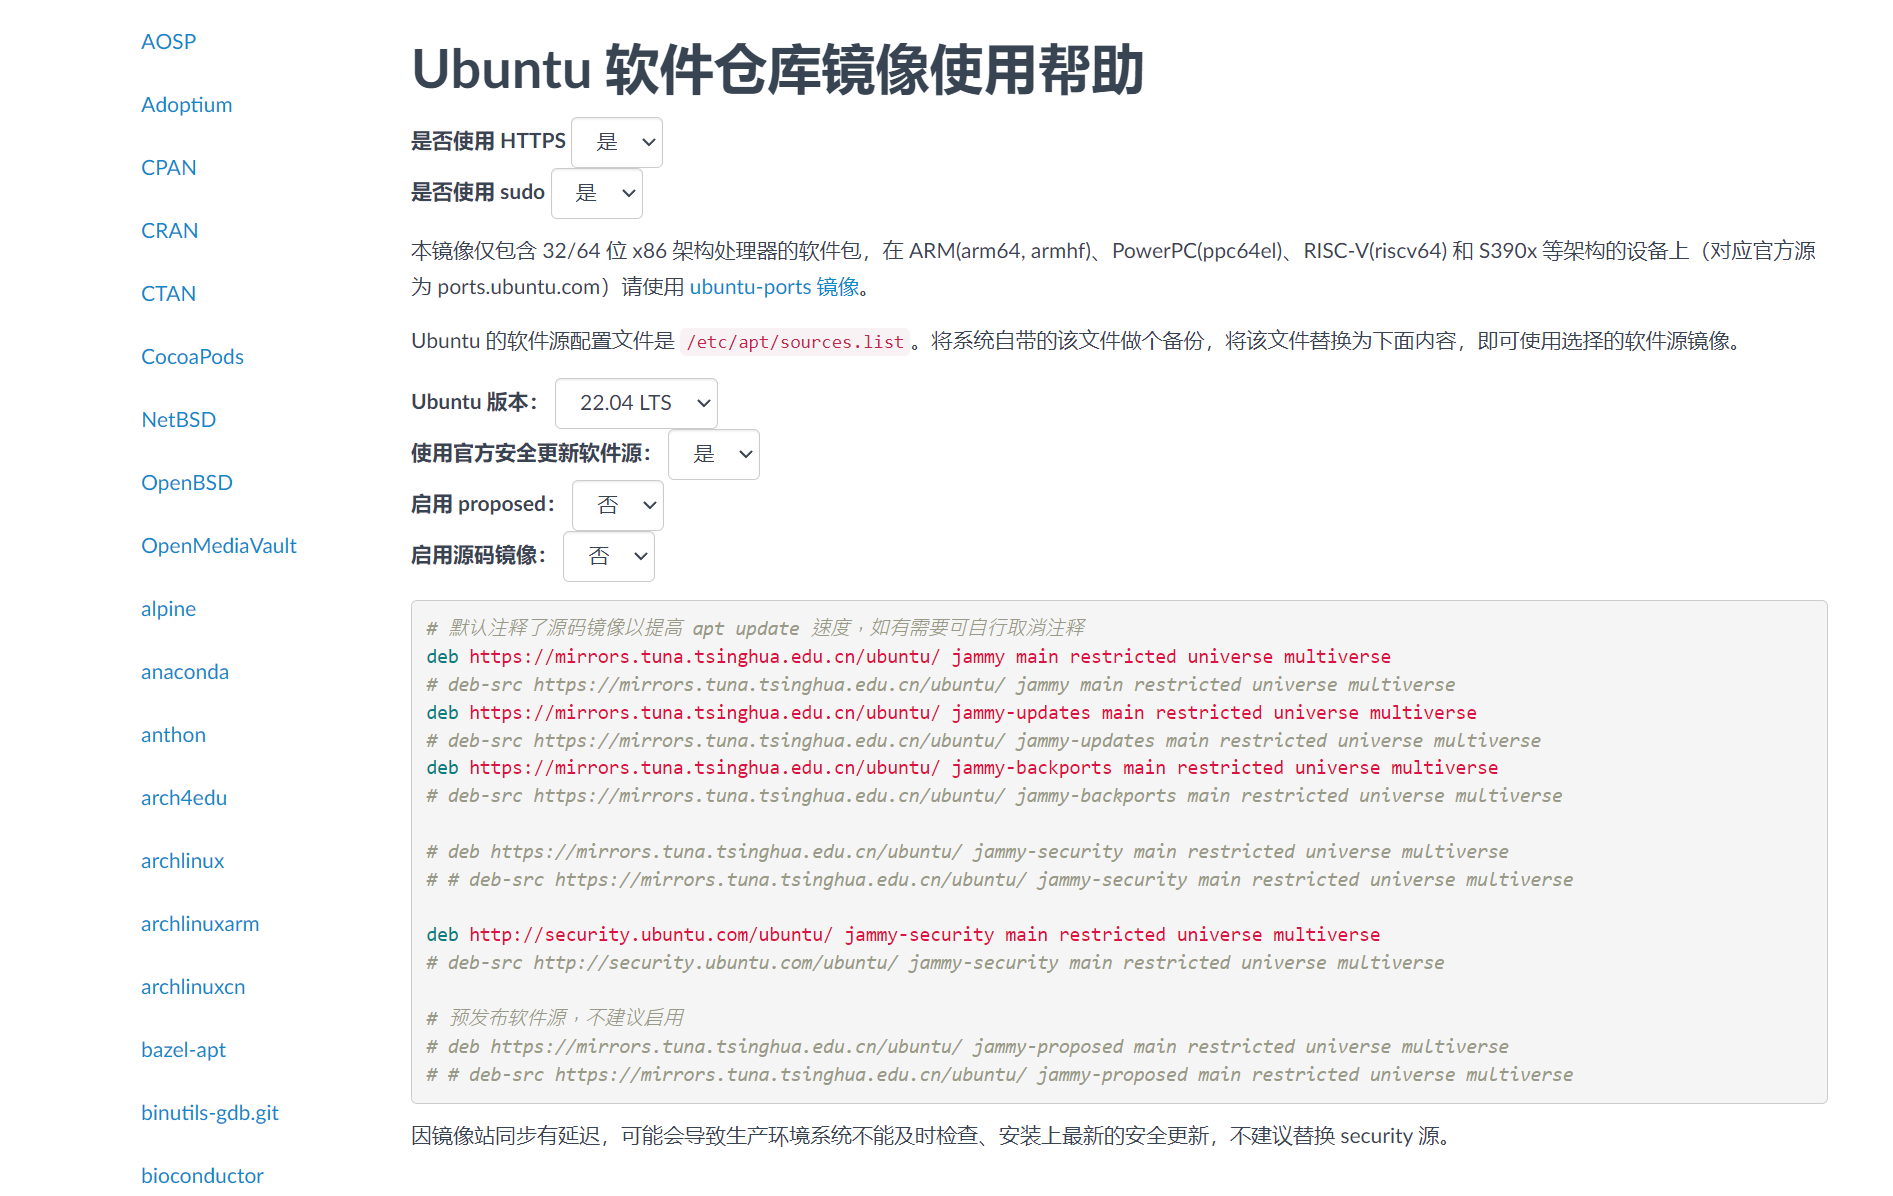 AOSP
Adoptium
CPAN
CRAN
CTAN
CocoaPods
NetBSD
OpenBSD
OpenMediaVault
alpine
anaconda
anthon
arch4edu
archlinux
archlinuxarm
archlinuxcn
bazel-apt
binutils-gdb.git
bioconductor
Ubuntu 软件仓库镜像使用帮助
是否使用 HTTPS 是
是否使用 sudo 是
本镜像仅包含 32/64 位 x86 架构处理器的软件包，在 ARM(arm64, armhf)、PowerPC(ppc64el)、RISC-V(riscv64) 和 S390x 等架构的设备上（对应官方源
为 ports.ubuntu.com）请使用 ubuntu-ports 镜像。
Ubuntu 的软件源配置文件是 /etc/apt/sources.list。将系统自带的该文件做个备份，将该文件替换为下面内容，即可使用选择的软件源镜像。
Ubuntu 版本： 22.04 LTS
使用官方安全更新软件源： 是
启用 proposed： 否
启用源码镜像： 否
# 默认注释了源码镜像以提高 apt update 速度，如有需要可自行取消注释
deb https://mirrors.tuna.tsinghua.edu.cn/ubuntu/ jammy main restricted universe multiverse
# deb-src https://mirrors.tuna.tsinghua.edu.cn/ubuntu/ jammy main restricted universe multiverse
deb https://mirrors.tuna.tsinghua.edu.cn/ubuntu/ jammy-updates main restricted universe multiverse
# deb-src https://mirrors.tuna.tsinghua.edu.cn/ubuntu/ jammy-updates main restricted universe multiverse
deb https://mirrors.tuna.tsinghua.edu.cn/ubuntu/ jammy-backports main restricted universe multiverse
# deb-src https://mirrors.tuna.tsinghua.edu.cn/ubuntu/ jammy-backports main restricted universe multiverse
# deb https://mirrors.tuna.tsinghua.edu.cn/ubuntu/ jammy-security main restricted universe multiverse
# # deb-src https://mirrors.tuna.tsinghua.edu.cn/ubuntu/ jammy-security main restricted universe multiverse
deb http://security.ubuntu.com/ubuntu/ jammy-security main restricted universe multiverse
# deb-src http://security.ubuntu.com/ubuntu/ jammy-security main restricted universe multiverse
# 预发布软件源，不建议启用
# deb https://mirrors.tuna.tsinghua.edu.cn/ubuntu/ jammy-proposed main restricted universe multiverse
# # deb-src https://mirrors.tuna.tsinghua.edu.cn/ubuntu/ jammy-proposed main restricted universe multiverse
因镜像站同步有延迟，可能会导致生产环境系统不能及时检查、安装上最新的安全更新，不建议替换 security 源。